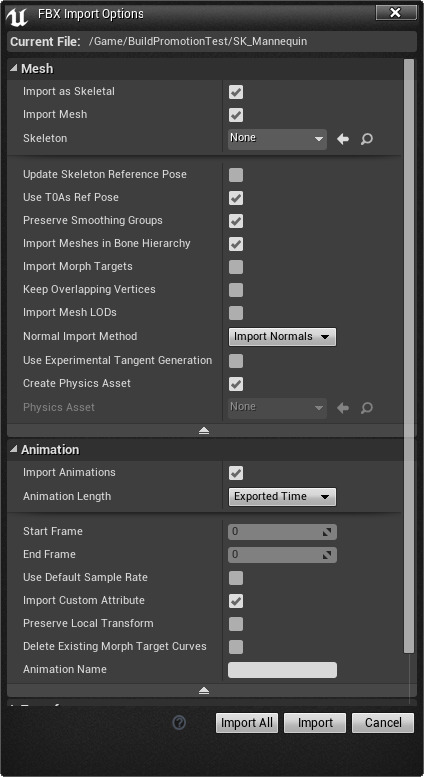 FBX Import Options
Current File: /Game/BuildPromotionTest/SK_Mannequin
Mesh
Import as Skeletal
Import Mesh
Skeleton None
Update Skeleton Reference Pose
Use T0As Ref Pose
Preserve Smoothing Groups
Import Meshes in Bone Hierarchy
Import Morph Targets
Keep Overlapping Vertices
Import Mesh LODs
Normal Import Method Import Normals
Use Experimental Tangent Generation
Create Physics Asset
Physics Asset None
Animation
Import Animations
Animation Length Exported Time
Start Frame 0
End Frame 0
Use Default Sample Rate
Import Custom Attribute
Preserve Local Transform
Delete Existing Morph Target Curves
Animation Name
? Import All Import Cancel